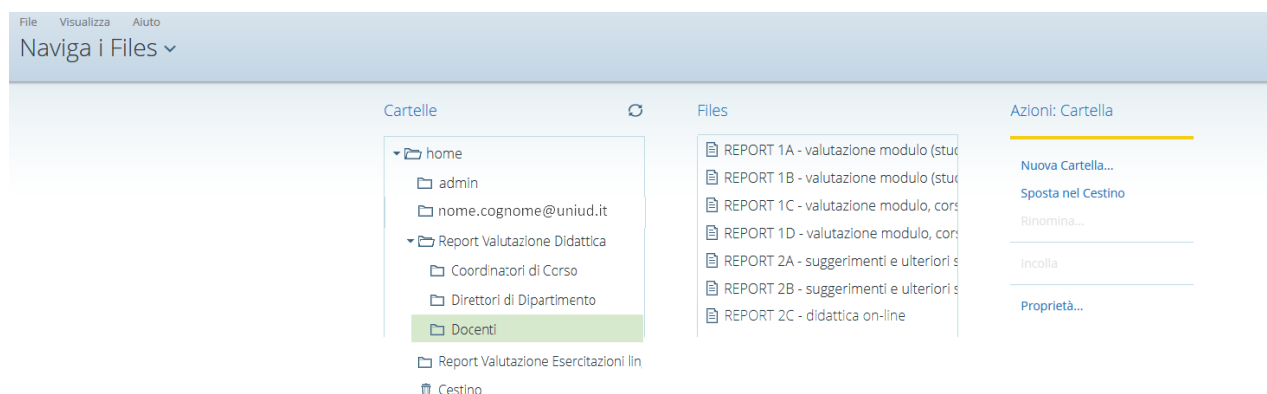 File Visualizza Aiuto
Naviga i Files
Cartelle
home
admin
nome.cognome@uniud.it
Report Valutazione Didattica
Coordinatori di Corso
Direttori di Dipartimento
Docenti
Report Valutazione Esercitazioni lin
Cestino
Files
REPORT 1A - valutazione modulo (stud
REPORT 1B - valutazione modulo (stud
REPORT 1C - valutazione modulo, cors
REPORT 1D - valutazione modulo, cors
REPORT 2A - suggerimenti e ulteriori s
REPORT 2B - suggerimenti e ulteriori s
REPORT 2C - didattica on-line
Azioni: Cartella
Nuova Cartella...
Sposta nel Cestino
Rinomina...
Incolla
Proprietà...